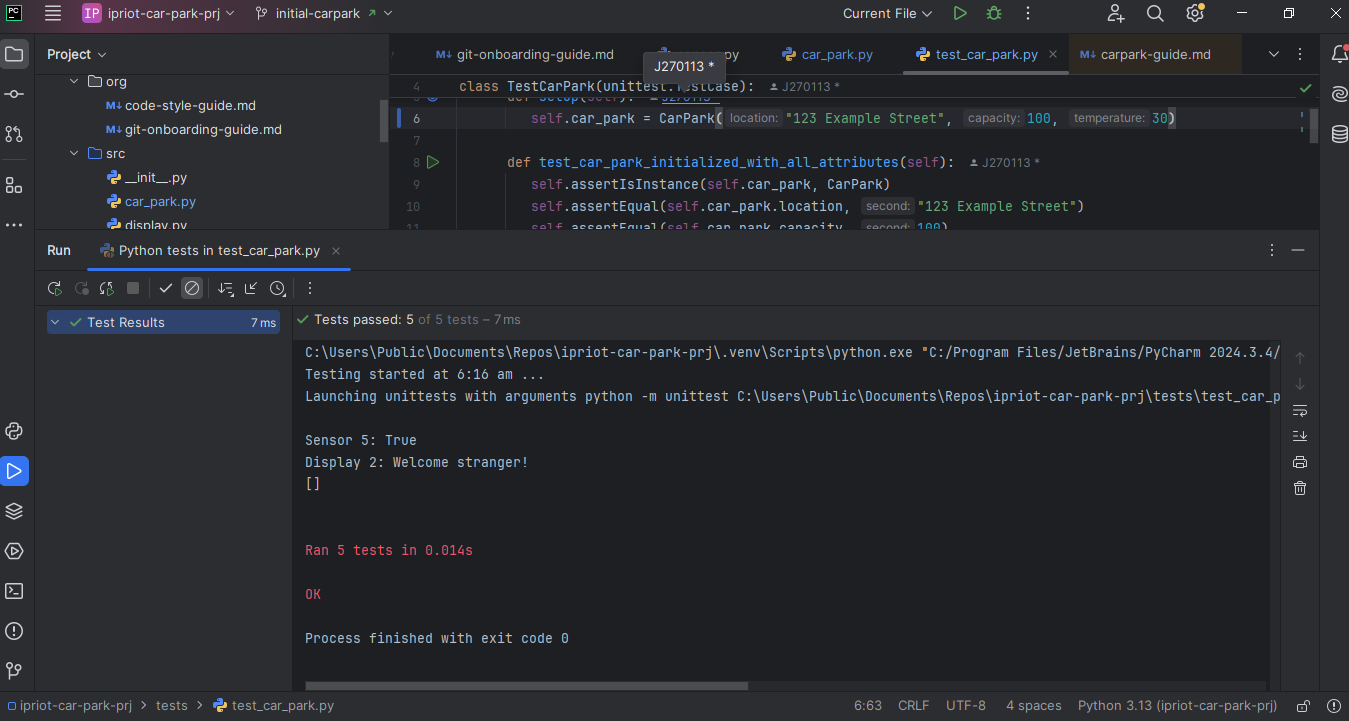 PC IP ipriot-car-park-prj initial-carpark Current File
Project
org
code-style-guide.md
git-onboarding-guide.md
src
__init__.py
car_park.py
display.py
git-onboarding-guide.md car_park.py test_car_park.py carpark-guide.md
J270113 *
4 class TestCarPark(unittest.TestCase): J270113 *
def setUp(self): J270113 *
6 self.car_park = CarPark( location: "123 Example Street", capacity: 100, temperature: 30)
7
8 def test_car_park_initialized_with_all_attributes(self): J270113 *
9 self.assertIsInstance(self.car_park, CarPark)
10 self.assertEqual(self.car_park.location, second: "123 Example Street")
11 self.assertEqual(self.car_park.capacity, second: 100)
Run Python tests in test_car_park.py
Test Results 7 ms
Tests passed: 5 of 5 tests – 7 ms
C:\Users\Public\Documents\Repos\ipriot-car-park-prj\.venv\Scripts\python.exe "C:/Program Files/JetBrains/PyCharm 2024.3.4/
Testing started at 6:16 am ...
Launching unittests with arguments python -m unittest C:\Users\Public\Documents\Repos\ipriot-car-park-prj\tests\test_car_p
Sensor 5: True
Display 2: Welcome stranger!
[]
Ran 5 tests in 0.014s
OK
Process finished with exit code 0
ipriot-car-park-prj > tests > test_car_park.py 6:63 CRLF UTF-8 4 spaces Python 3.13 (ipriot-car-park-prj)